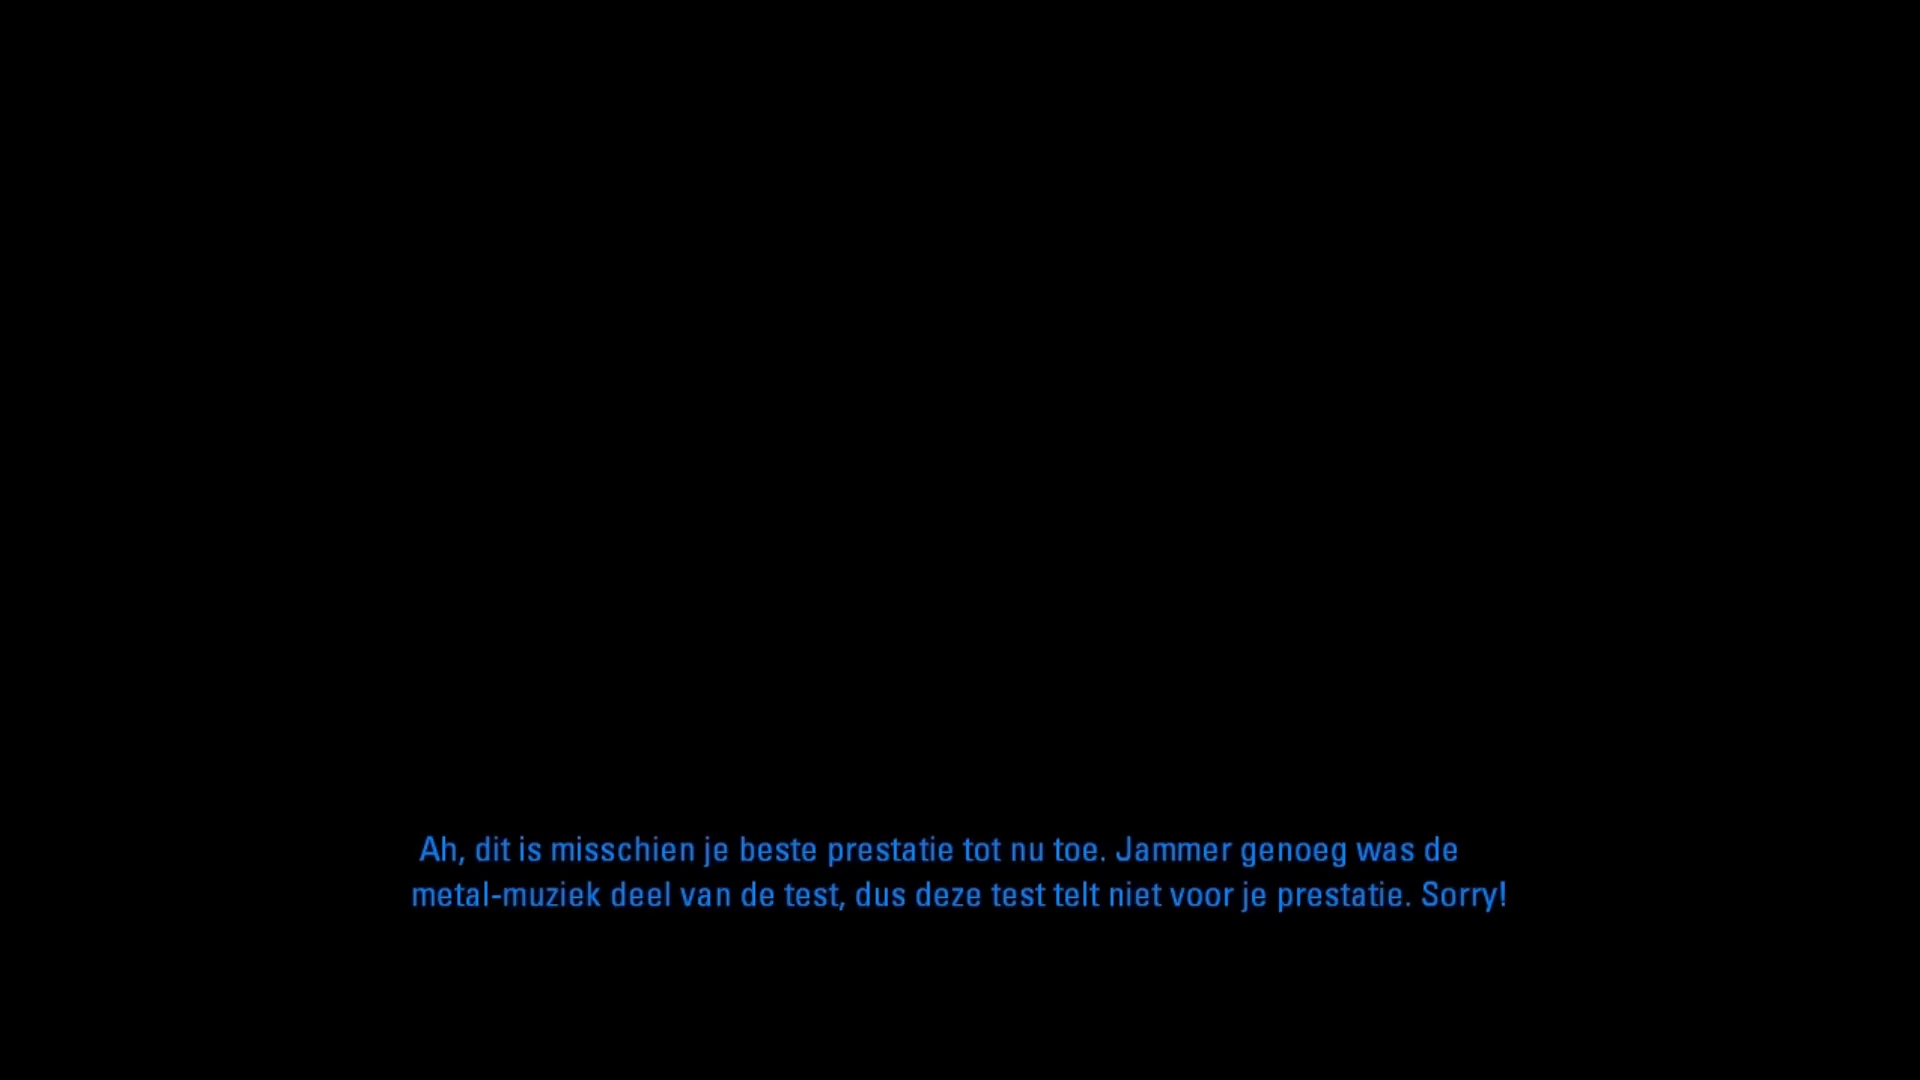 Ah, dit is misschien je beste prestatie tot nu toe. Jammer genoeg was de
metal-muziek deel van de test, dus deze test telt niet voor je prestatie. Sorry!